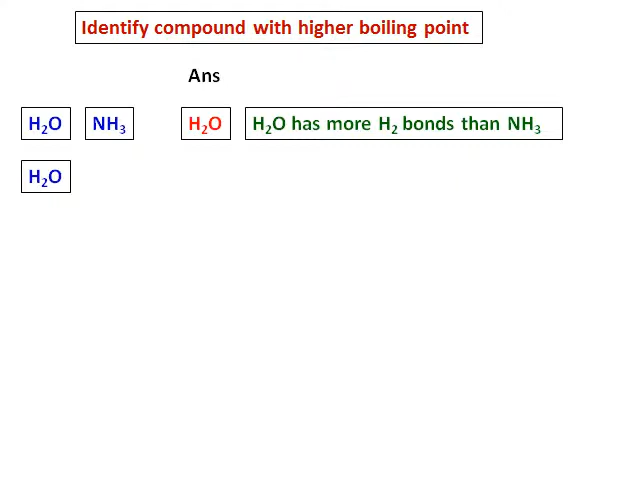 Identify compound with higher boiling point
Ans
H₂O NH₃ H₂O H₂O has more H₂ bonds than NH₃
H₂O